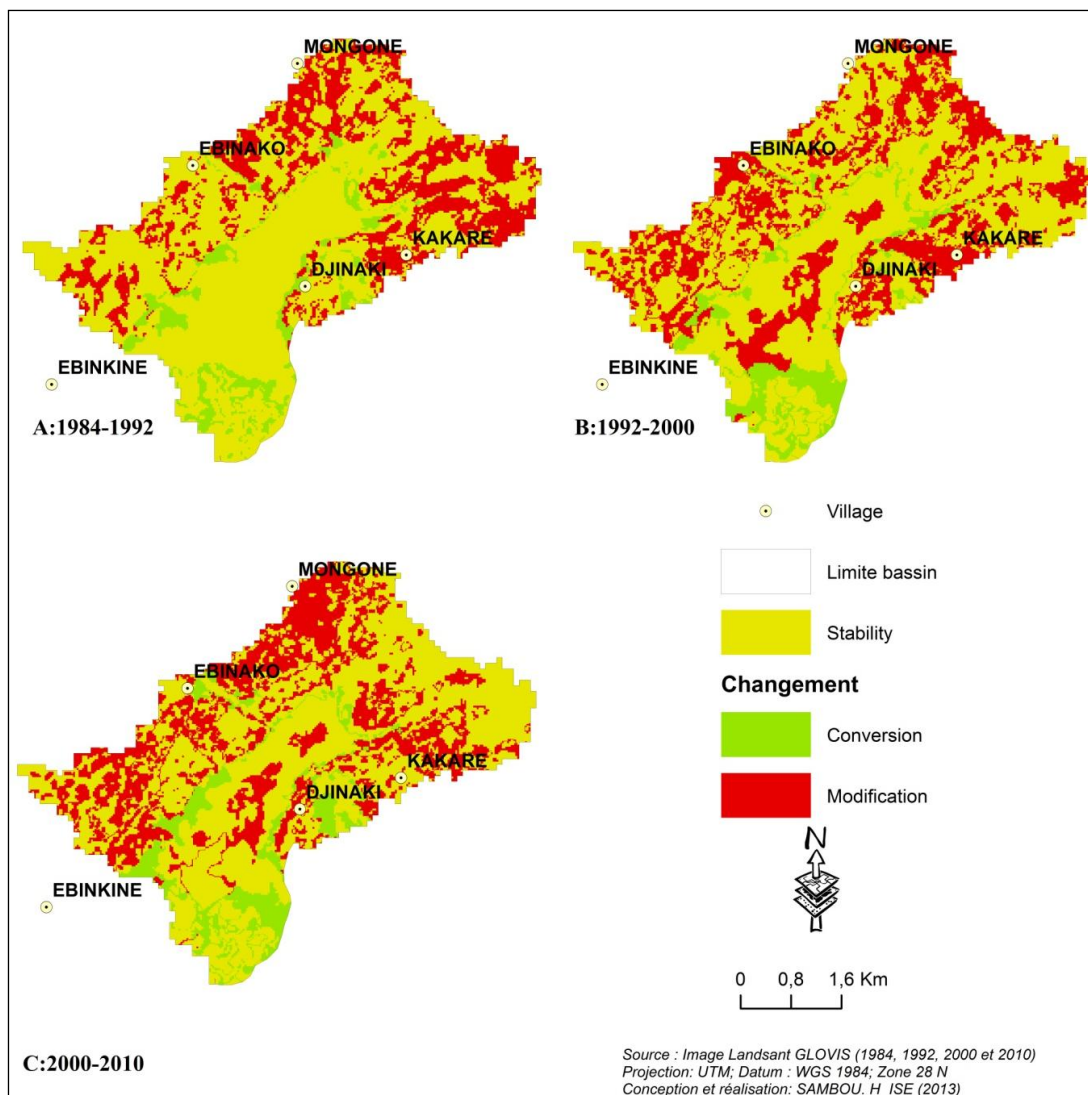 MONGONE
EBINAKO
KAKARE
DJINAKI
EBINKINE
A:1984-1992
MONGONE
EBINAKO
KAKARE
DJINAKI
EBINKINE
B:1992-2000
MONGONE
EBINAKO
KAKARE
DJINAKI
EBINKINE
C:2000-2010
Village
Limite bassin
Stability
Changement
Conversion
Modification
N
0 0,8 1,6 Km
Source : Image Landsant GLOVIS (1984, 1992, 2000 et 2010)
Projection: UTM; Datum : WGS 1984; Zone 28 N
Conception et réalisation: SAMBOU. H ISE (2013)